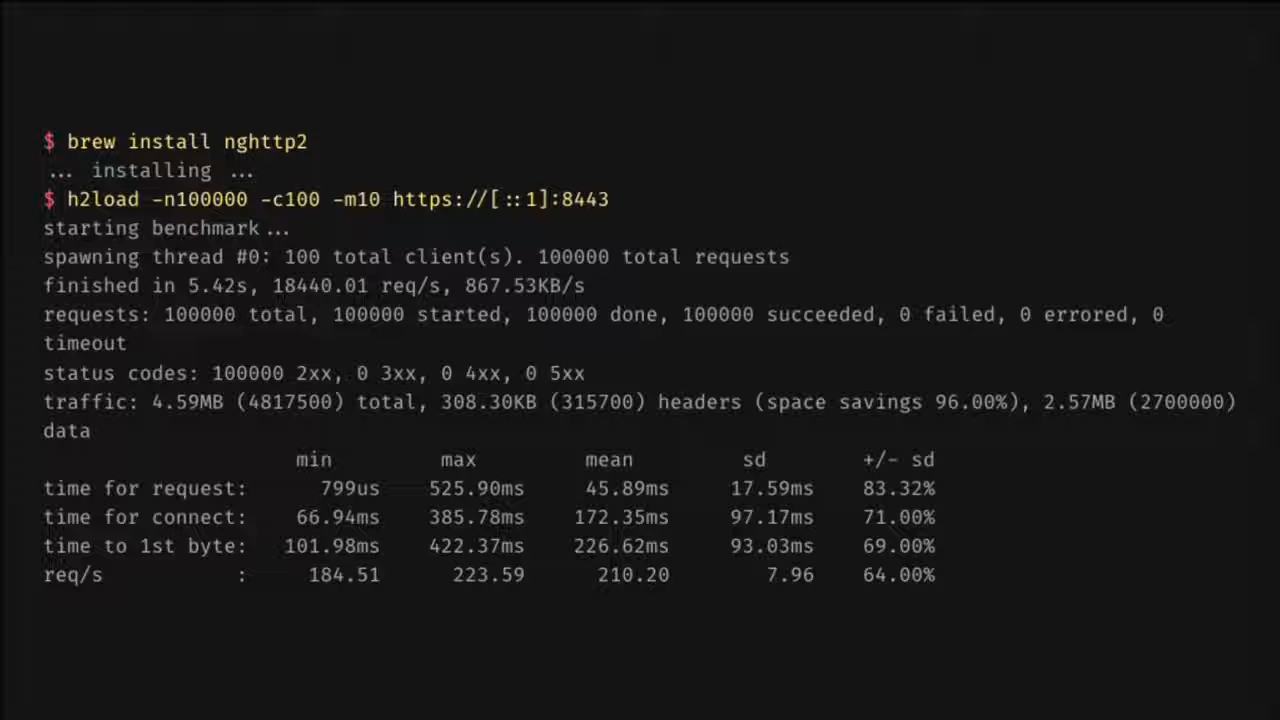 $ brew install nghttp2
... installing ...
$ h2load -n100000 -c100 -m10 https://[::1]:8443
starting benchmark...
spawning thread #0: 100 total client(s). 100000 total requests
finished in 5.42s, 18440.01 req/s, 867.53KB/s
requests: 100000 total, 100000 started, 100000 done, 100000 succeeded, 0 failed, 0 errored, 0
timeout
status codes: 100000 2xx, 0 3xx, 0 4xx, 0 5xx
traffic: 4.59MB (4817500) total, 308.30KB (315700) headers (space savings 96.00%), 2.57MB (2700000)
data
min max mean sd +/- sd
time for request: 799us 525.90ms 45.89ms 17.59ms 83.32%
time for connect: 66.94ms 385.78ms 172.35ms 97.17ms 71.00%
time to 1st byte: 101.98ms 422.37ms 226.62ms 93.03ms 69.00%
req/s : 184.51 223.59 210.20 7.96 64.00%